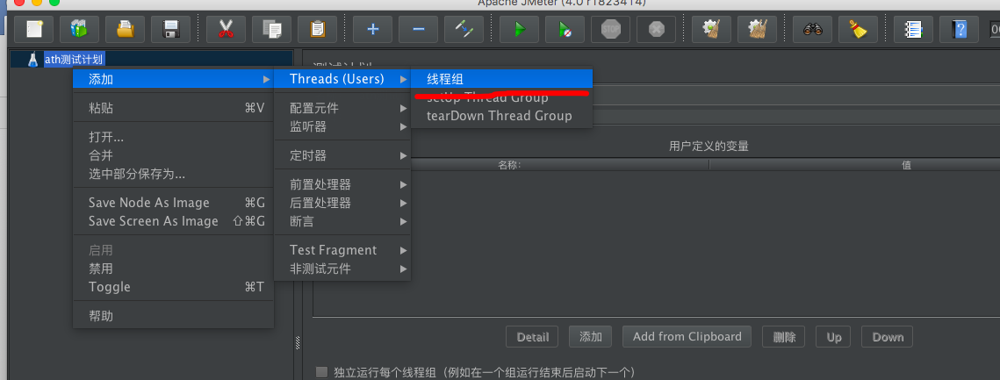 Apache JMeter (4.0 r1823414)
STOP
00
ath测试计划
测试计划
添加
Threads (Users)
线程组
setUp Thread Group
tearDown Thread Group
粘贴 ⌘V
配置元件
监听器
打开...
合并
选中部分保存为...
定时器
用户定义的变量
名称: 值
前置处理器
后置处理器
断言
Save Node As Image ⌘G
Save Screen As Image ⇧⌘G
启用
禁用
Toggle ⌘T
Test Fragment
非测试元件
帮助
Detail 添加 Add from Clipboard 删除 Up Down
独立运行每个线程组（例如在一个组运行结束后启动下一个）